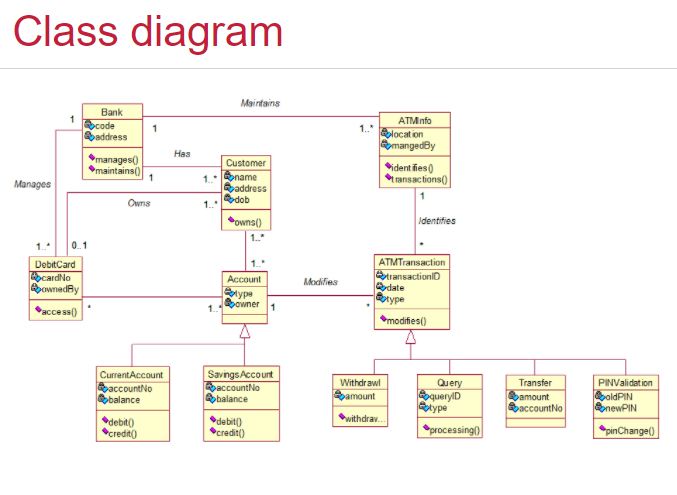 Class diagram
Bank
code
address
manages()
maintains()
1
1
Maintains
1..*
ATMInfo
location
mangedBy
identifies()
transactions()
1
Has
1..*
Customer
name
address
dob
owns()
Manages
Owns
1..*
1..*
1..*
1..*
0..1
DebitCard
cardNo
ownedBy
access()
*
1..*
Account
type
owner
1
Modifies
*
1
Identifies
*
ATMTransaction
transactionID
date
type
modifies()
CurrentAccount
accountNo
balance
debit()
credit()
SavingsAccount
accountNo
balance
debit()
credit()
Withdrawl
amount
withdrav...
Query
queryID
type
processing()
Transfer
amount
accountNo
PINValidation
oldPIN
newPIN
pinChange()